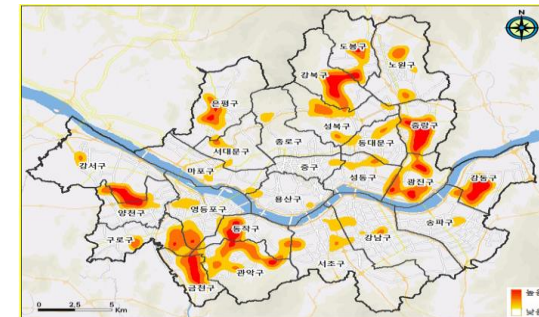 N
도봉구
노원구
강북구
은평구
성북구
중랑구
서대문구
종로구
동대문구
강서구
마포구
중구
성동구
광진구
강동구
양천구
영등포구
용산구
송파구
구로구
동작구
강남구
금천구
관악구
서초구
높음
낮음
0 2.5 5
Km